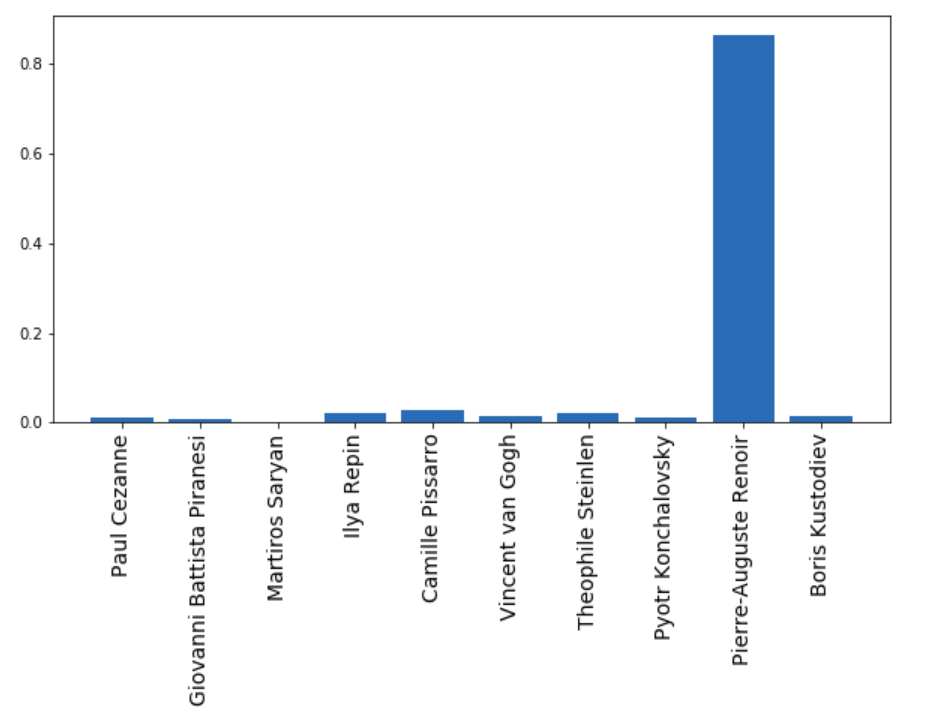 0.8
0.6
0.4
0.2
0.0
Paul Cezanne
Giovanni Battista Piranesi
Martiros Saryan
Ilya Repin
Camille Pissarro
Vincent van Gogh
Theophile Steinlen
Pyotr Konchalovsky
Pierre-Auguste Renoir
Boris Kustodiev